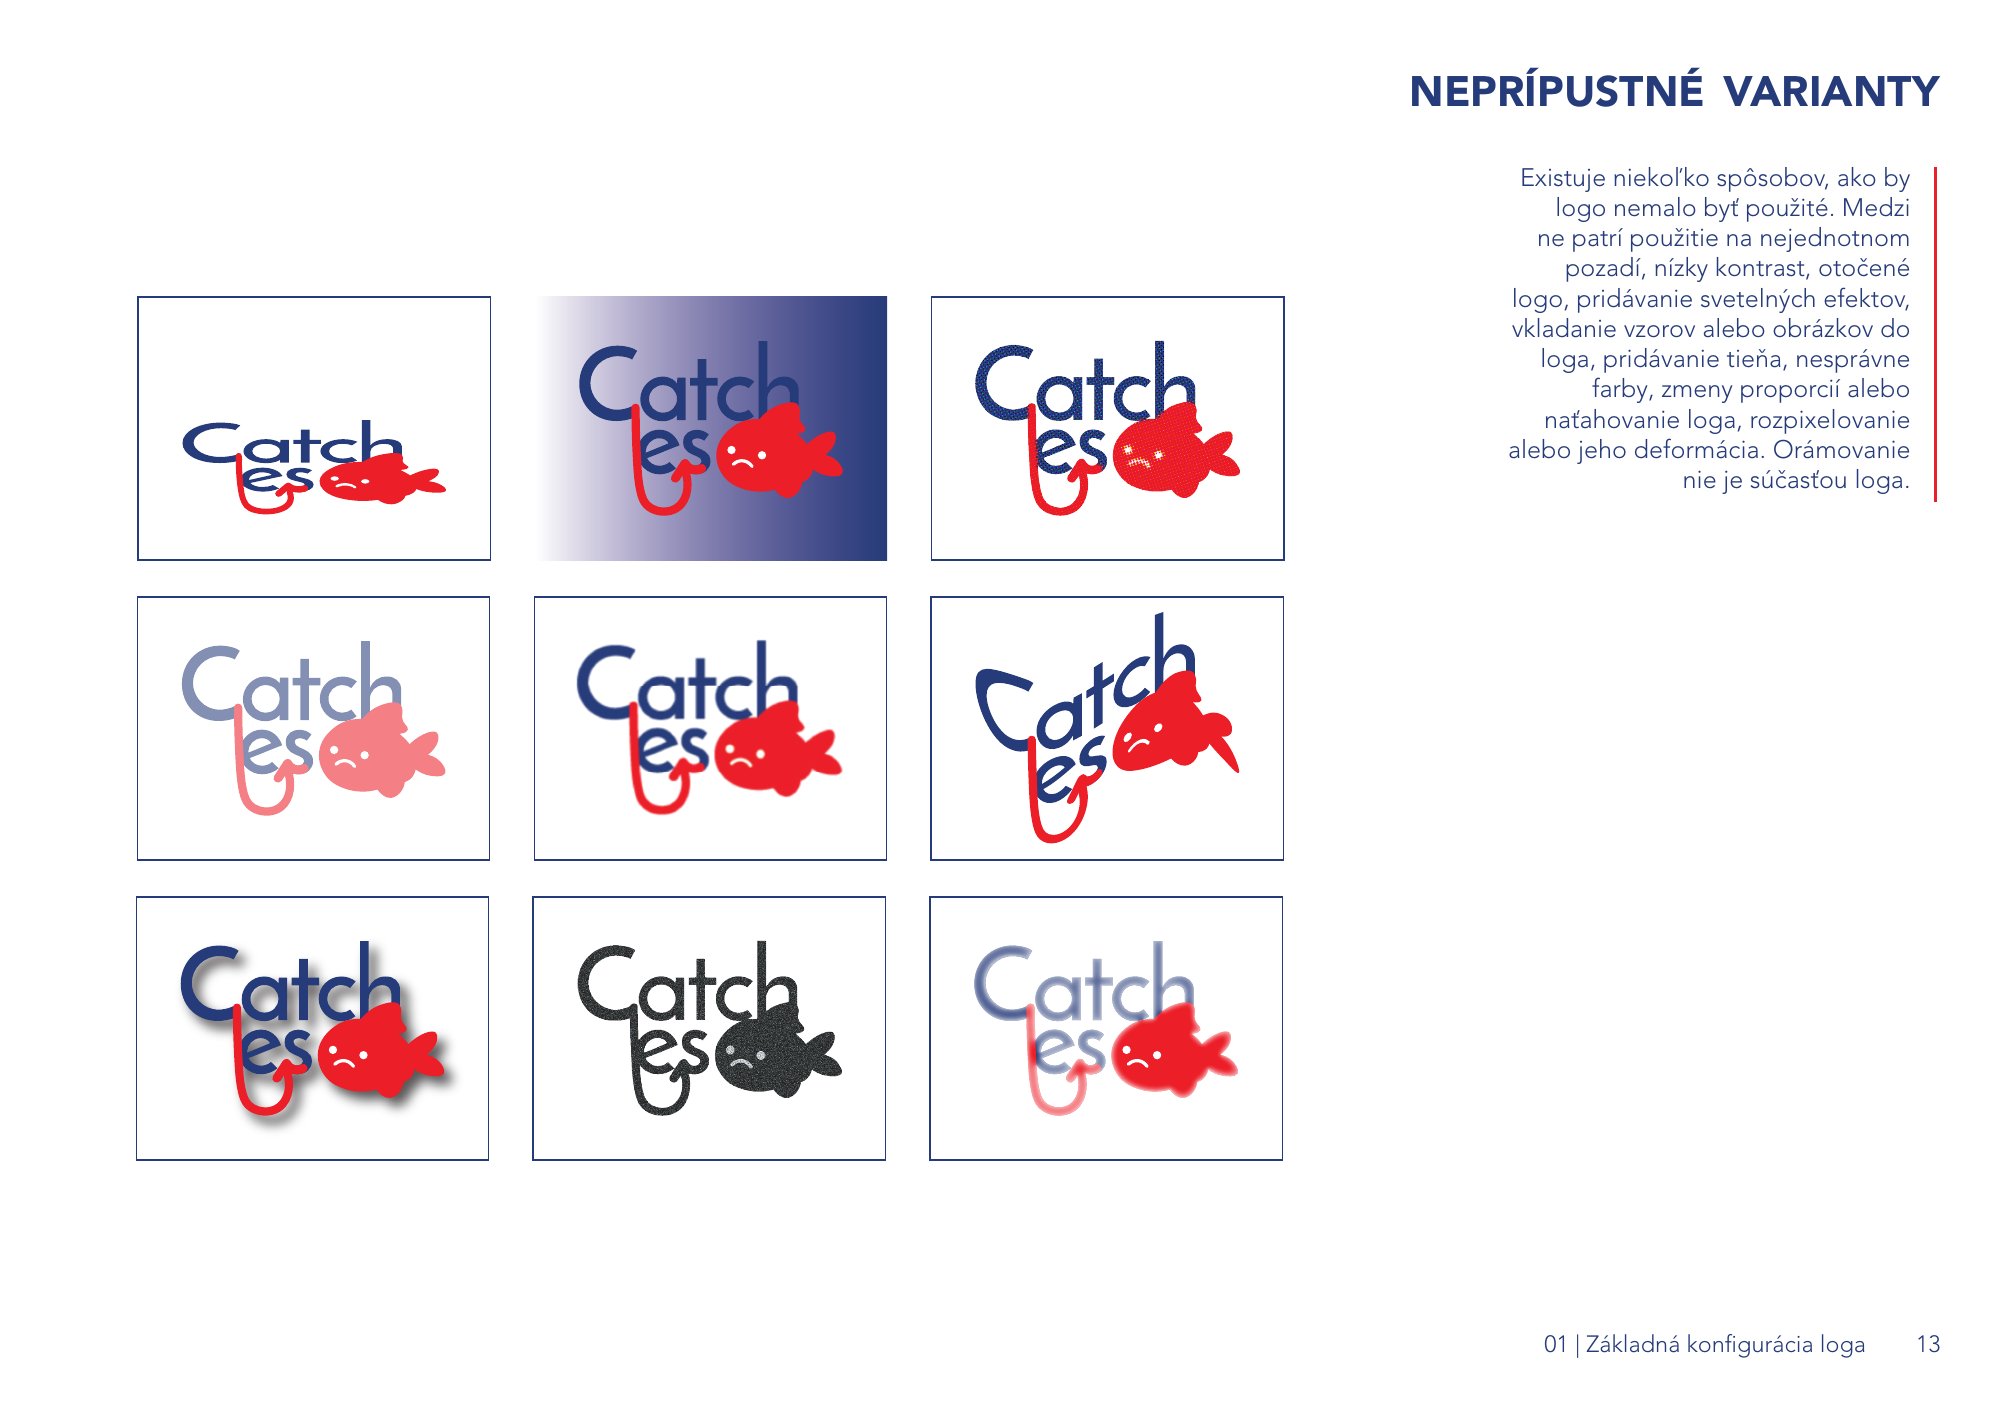 NEPRÍPUSTNÉ VARIANTY
Existuje niekoľko spôsobov, ako by
logo nemalo byť použité. Medzi
ne patrí použitie na nejednotnom
pozadí, nízky kontrast, otočené
logo, pridávanie svetelných efektov,
vkladanie vzorov alebo obrázkov do
loga, pridávanie tieňa, nesprávne
farby, zmeny proporcií alebo
naťahovanie loga, rozpixelovanie
alebo jeho deformácia. Orámovanie
nie je súčasťou loga.
Catch
es
Catch
es
Catch
es
Catch
es
Catch
es
Catch
es
Catch
es
Catch
es
Catch
es
01 | Základná konfigurácia loga 13